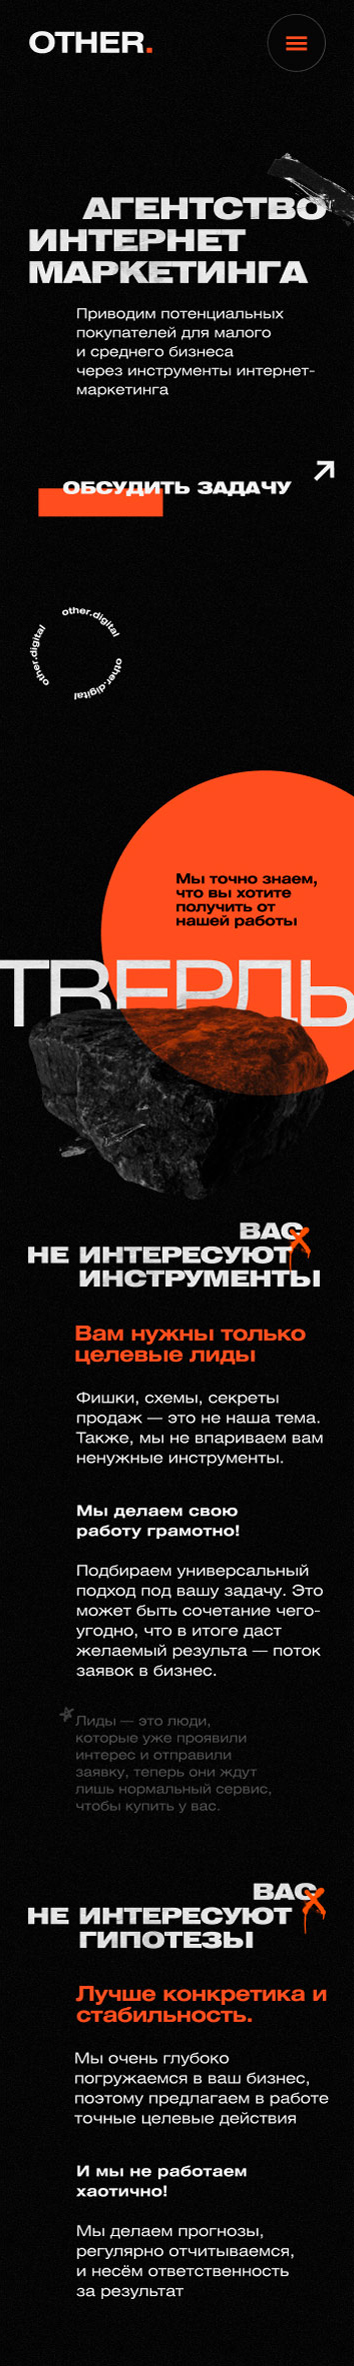 OTHER.
АГЕНТСТВО
ИНТЕРНЕТ
МАРКЕТИНГА
Приводим потенциальных
покупателей для малого
и среднего бизнеса
через инструменты интернет-
маркетинга
ОБСУДИТЬ ЗАДАЧУ
other.digital
other.digital
other.digital
other.digital
Мы точно знаем,
что вы хотите
получить от
нашей работы
ТВЕРДЬ
ВАС
НЕ ИНТЕРЕСУЮТ
ИНСТРУМЕНТЫ
Вам нужны только
целевые лиды
Фишки, схемы, секреты
продаж — это не наша тема.
Также, мы не впариваем вам
ненужные инструменты.
Мы делаем свою
работу грамотно!
Подбираем универсальный
подход под вашу задачу. Это
может быть сочетание чего-
угодно, что в итоге даст
желаемый результа — поток
заявок в бизнес.
Лиды — это люди,
которые уже проявили
интерес и отправили
заявку, теперь они ждут
лишь нормальный сервис,
чтобы купить у вас.
ВАС
НЕ ИНТЕРЕСУЮТ
ГИПОТЕЗЫ
Лучше конкретика и
стабильность.
Мы очень глубоко
погружаемся в ваш бизнес,
поэтому предлагаем в работе
точные целевые действия
И мы не работаем
хаотично!
Мы делаем прогнозы,
регулярно отчитываемся,
и несём ответственность
за результат